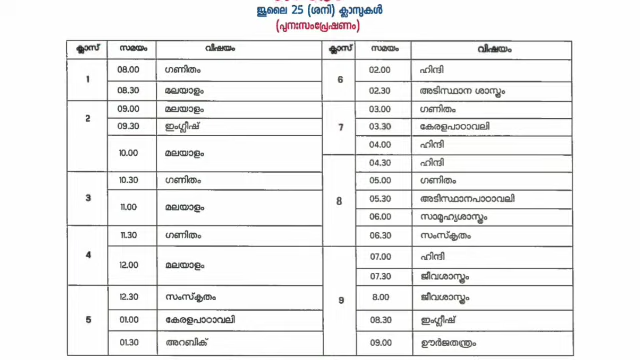 ജൂലൈ 25 (ശനി) ക്ലാസുകൾ
(പുനഃസംപ്രേഷണം)
ക്ലാസ് സമയം വിഷയം
1 08.00 ഗണിതം
08.30 മലയാളം
2 09.00 മലയാളം
09.30 ഇംഗ്ലീഷ്
10.00 മലയാളം
3 10.30 ഗണിതം
11.00 മലയാളം
4 11.30 ഗണിതം
12.00 മലയാളം
5 12.30 സംസ്കൃതം
01.00 കേരളപാഠാവലി
01.30 അറബിക്
ക്ലാസ് സമയം വിഷയം
6 02.00 ഹിന്ദി
02.30 അടിസ്ഥാന ശാസ്ത്രം
7 03.00 ഗണിതം
03.30 കേരളപാഠാവലി
04.00 ഹിന്ദി
8 04.30 ഹിന്ദി
05.00 ഗണിതം
05.30 അടിസ്ഥാനപാഠാവലി
06.00 സാമൂഹ്യശാസ്ത്രം
06.30 സംസ്കൃതം
9 07.00 ഹിന്ദി
07.30 ജീവശാസ്ത്രം
8.00 ജീവശാസ്ത്രം
08.30 ഇംഗ്ലീഷ്
09.00 ഊർജതന്ത്രം